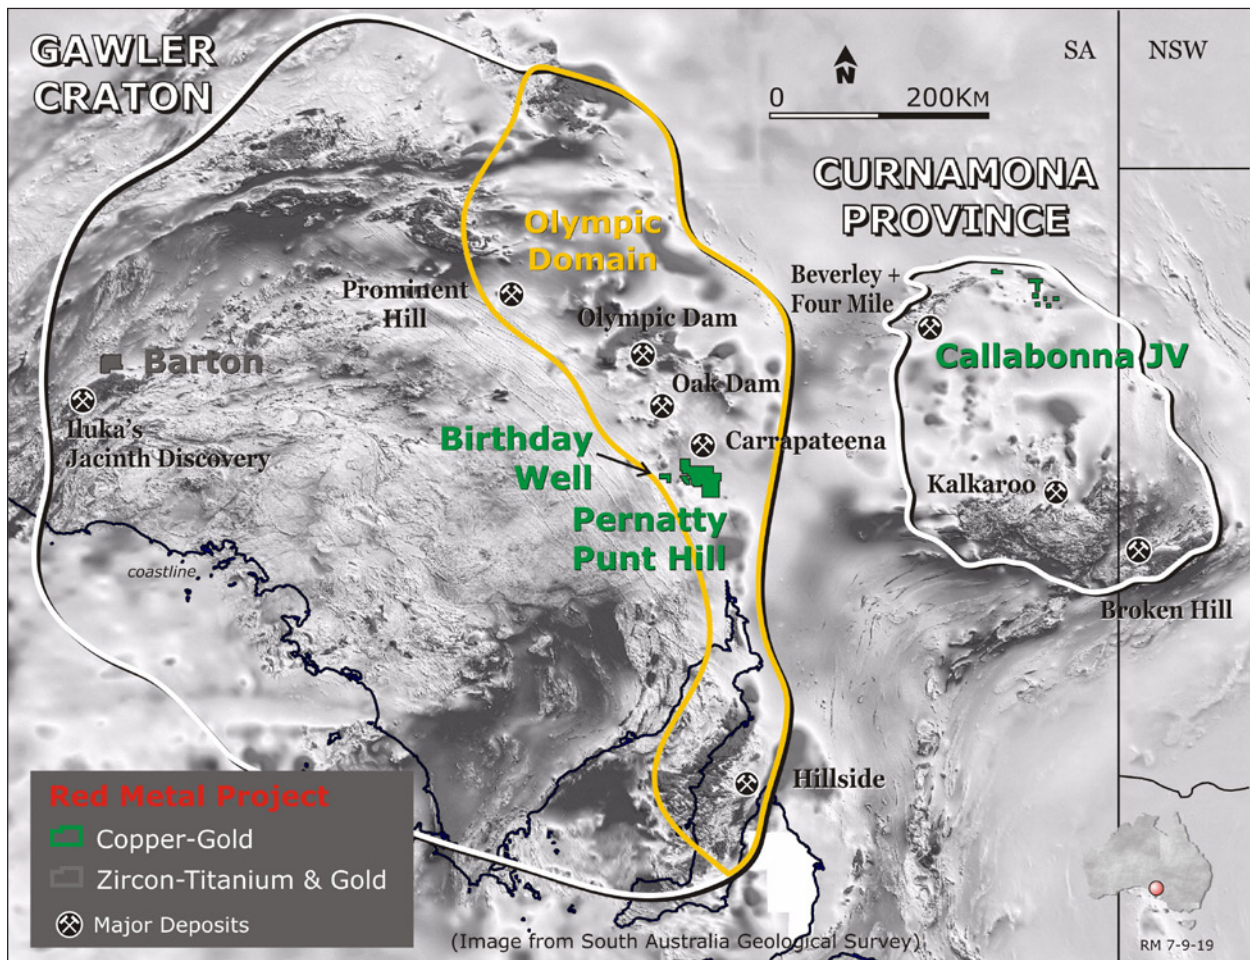 GAWLER
CRATON
N
0 200KM
SA NSW
CURNAMONA
PROVINCE
Olympic
Domain
Prominent
Hill
Olympic Dam
Beverley +
Four Mile
Callabonna JV
Barton
Oak Dam
Iluka's
Jacinth Discovery
Birthday
Well
Carrapateena
Kalkaroo
Pernatty
Punt Hill
coastline
Broken Hill
Hillside
Red Metal Project
Copper-Gold
Zircon-Titanium & Gold
Major Deposits
(Image from South Australia Geological Survey)
RM 7-9-19